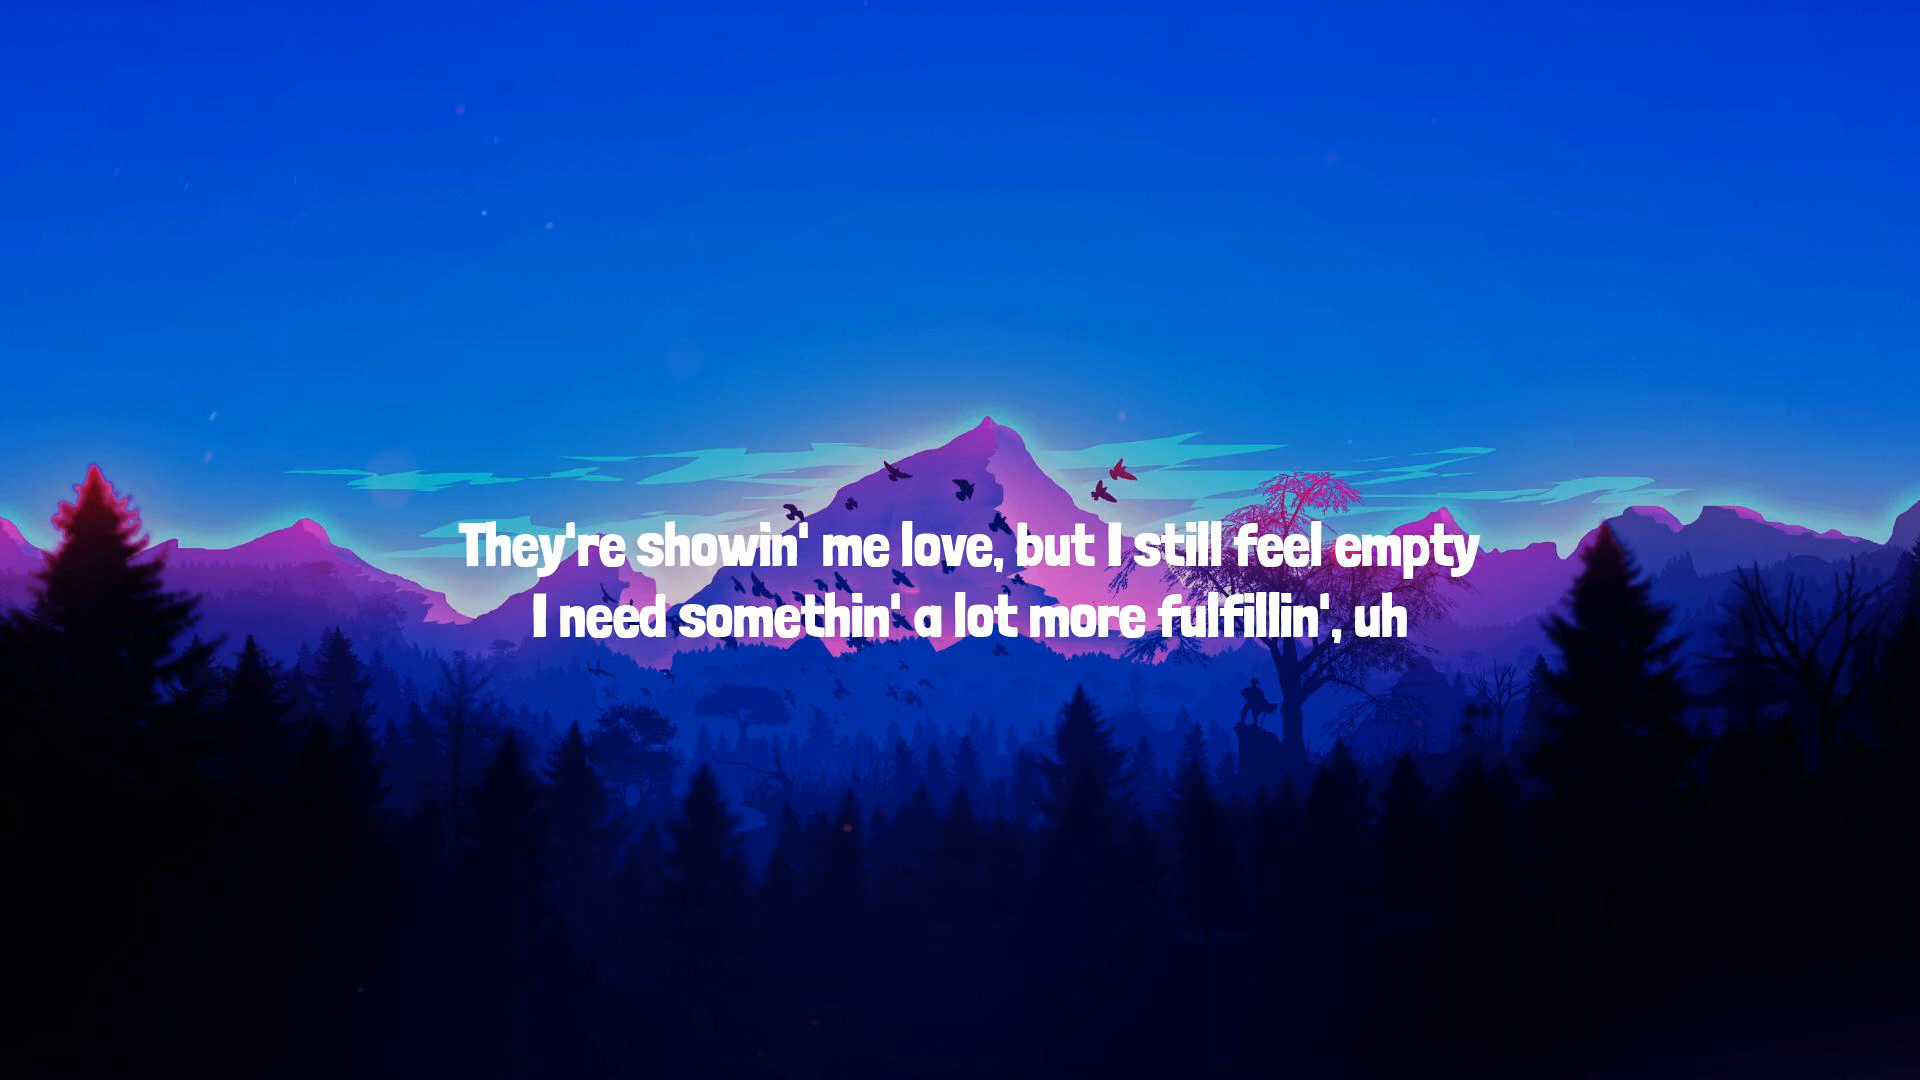 They're showin' me love, but I still feel empty
I need somethin' a lot more fulfillin', uh